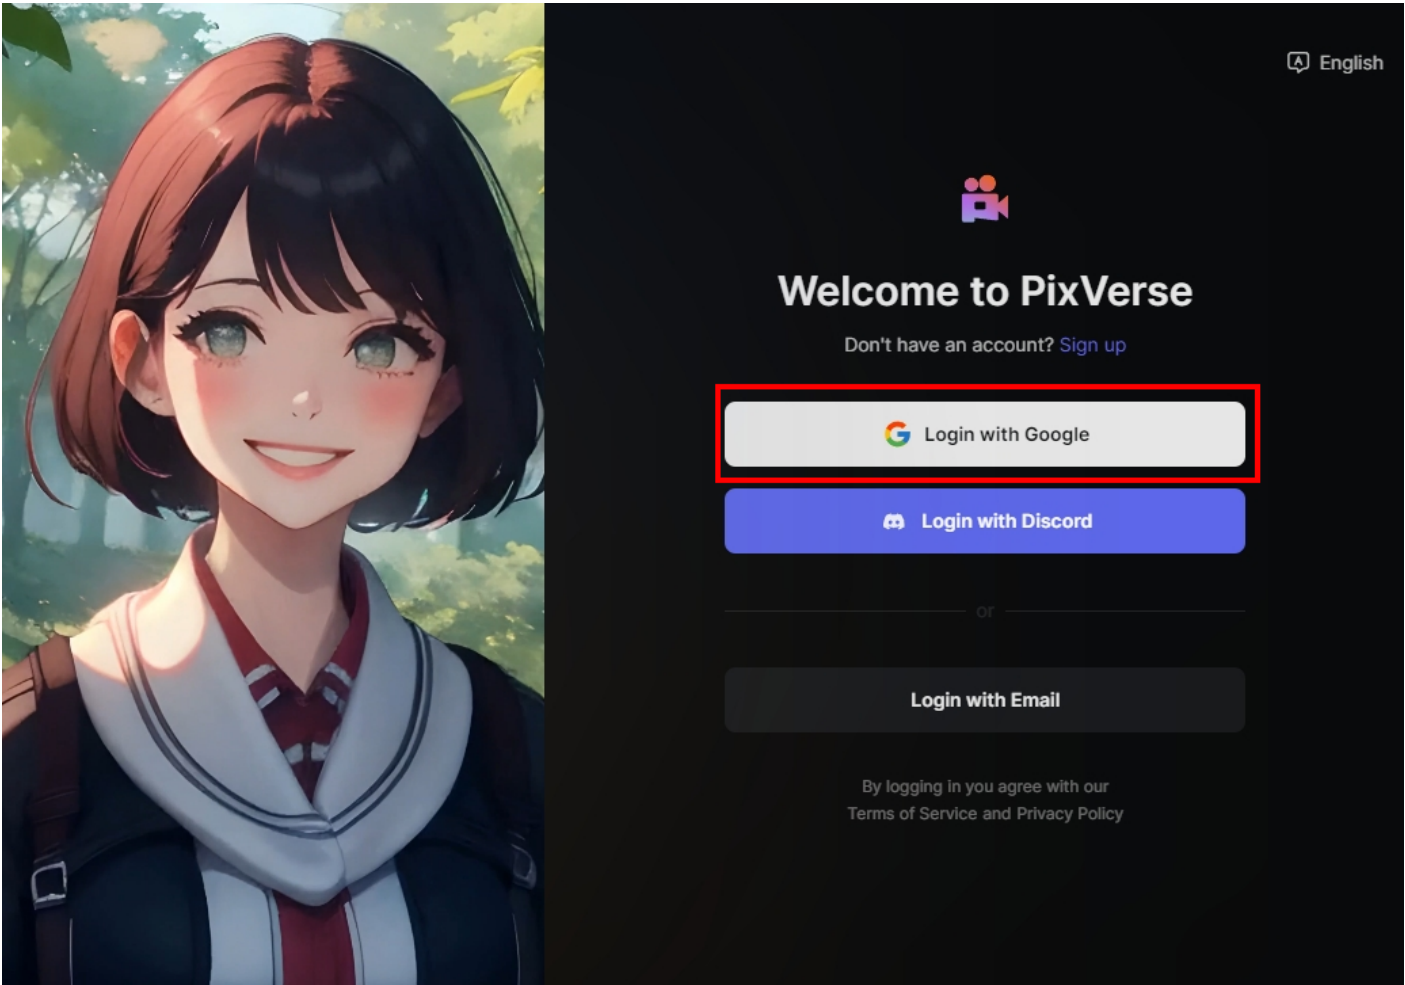 English
Welcome to PixVerse
Don't have an account? Sign up
Login with Google
Login with Discord
or
Login with Email
By logging in you agree with our
Terms of Service and Privacy Policy